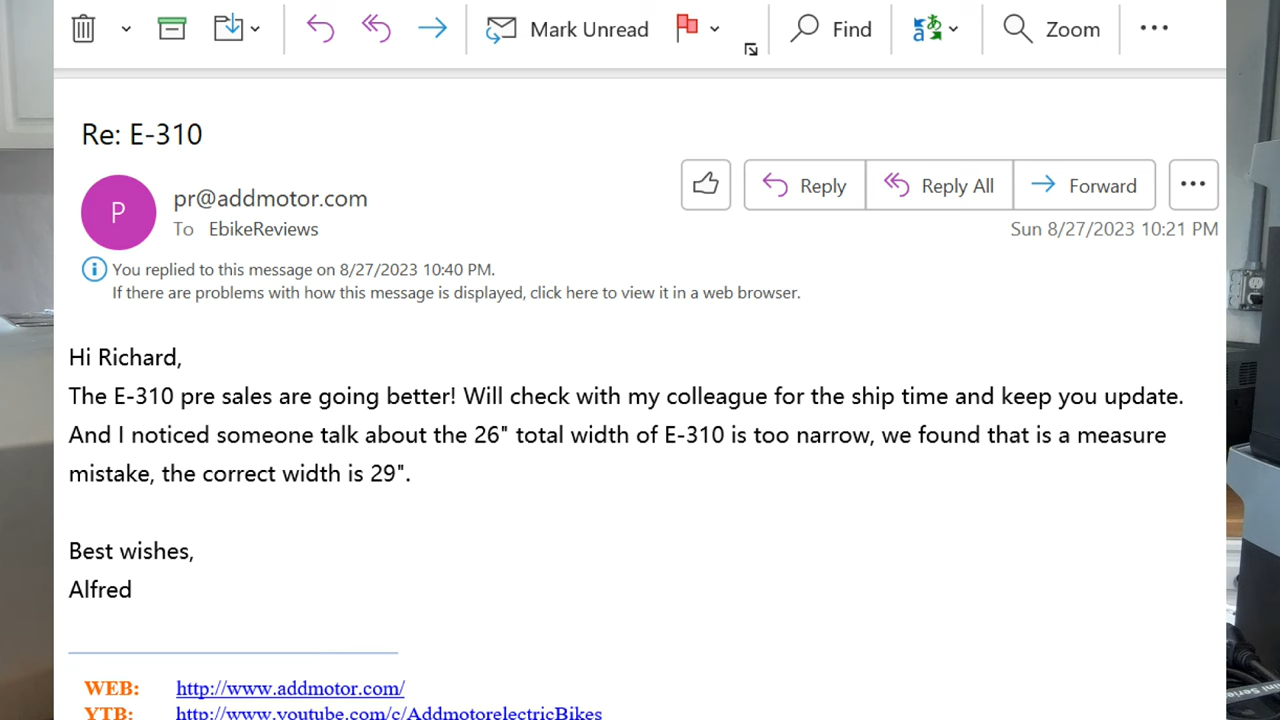 Mark Unread
Find
Zoom
Re: E-310
P
pr@addmotor.com
To EbikeReviews
Reply
Reply All
Forward
Sun 8/27/2023 10:21 PM
You replied to this message on 8/27/2023 10:40 PM.
If there are problems with how this message is displayed, click here to view it in a web browser.
Hi Richard,
The E-310 pre sales are going better! Will check with my colleague for the ship time and keep you update.
And I noticed someone talk about the 26" total width of E-310 is too narrow, we found that is a measure
mistake, the correct width is 29".
Best wishes,
Alfred
WEB: http://www.addmotor.com/
YTB: http://www.youtube.com/c/AddmotorelectricBikes